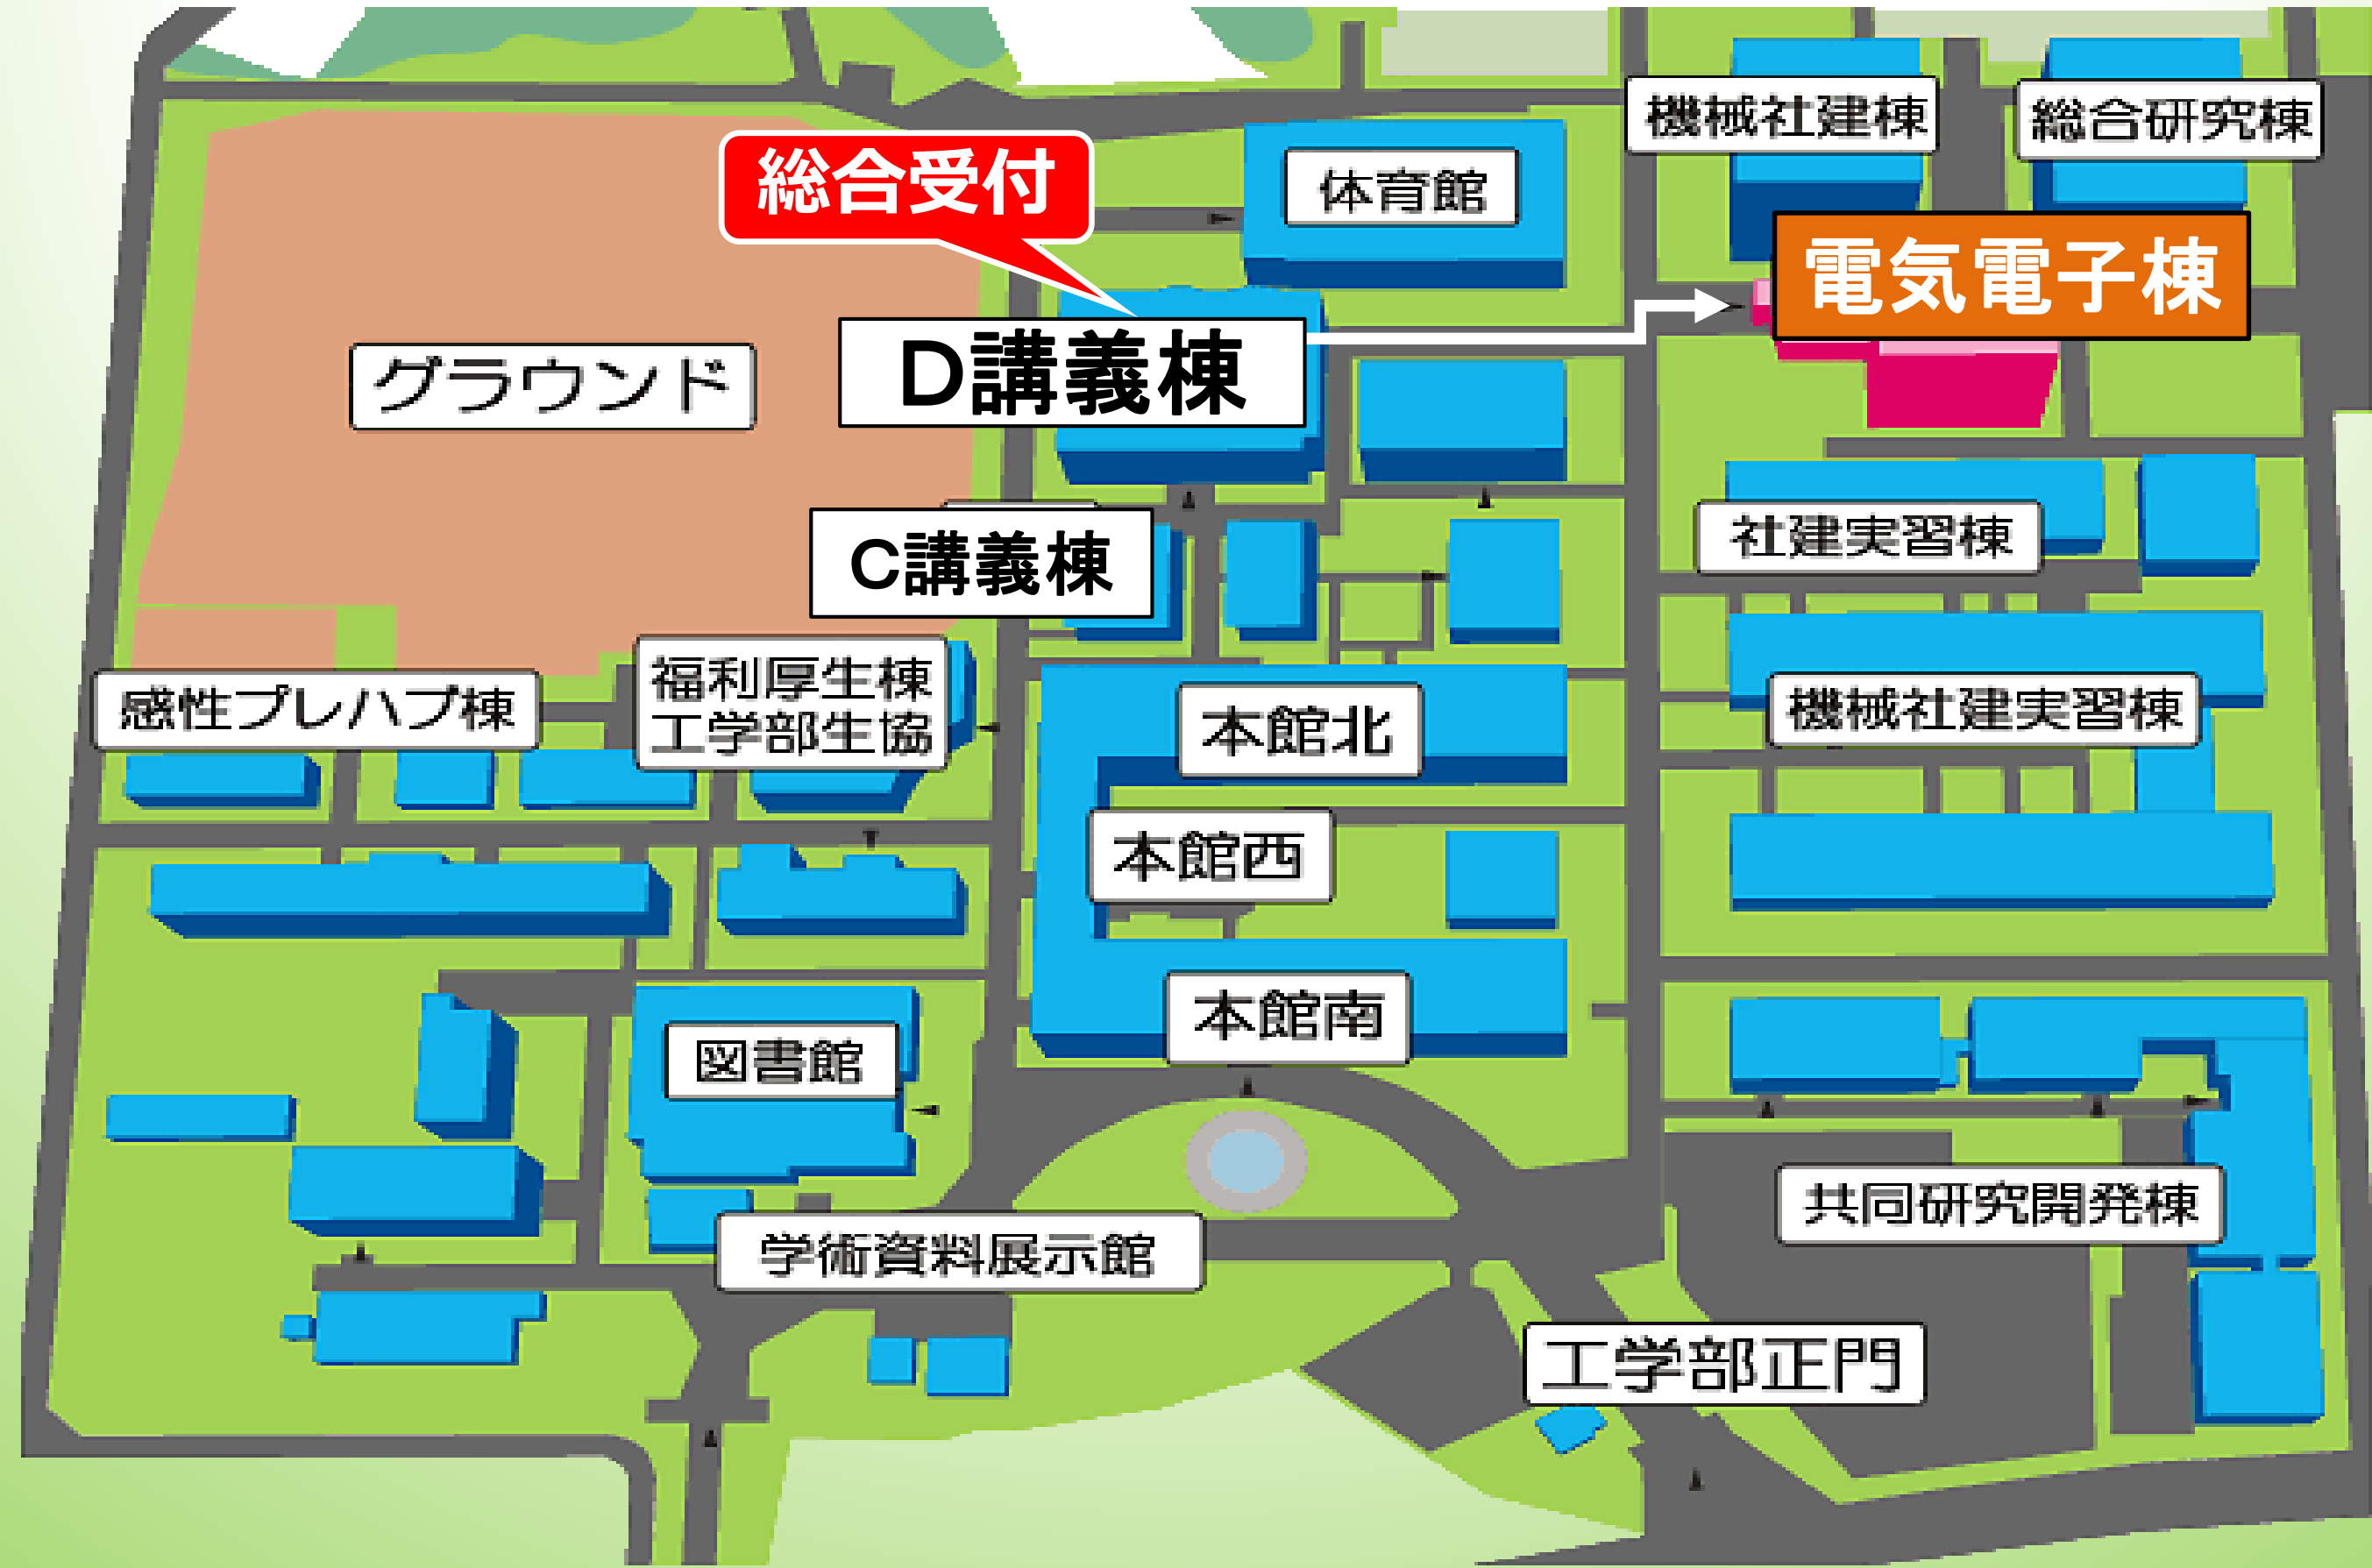 機械社建棟
総合研究棟
総合受付
体育館
電気電子棟
D講義棟
グラウンド
社建実習棟
C講義棟
福利厚生棟
工学部生協
感性プレハブ棟
本館北
機械社建実習棟
本館西
本館南
図書館
共同研究開発棟
学術資料展示館
工学部正門